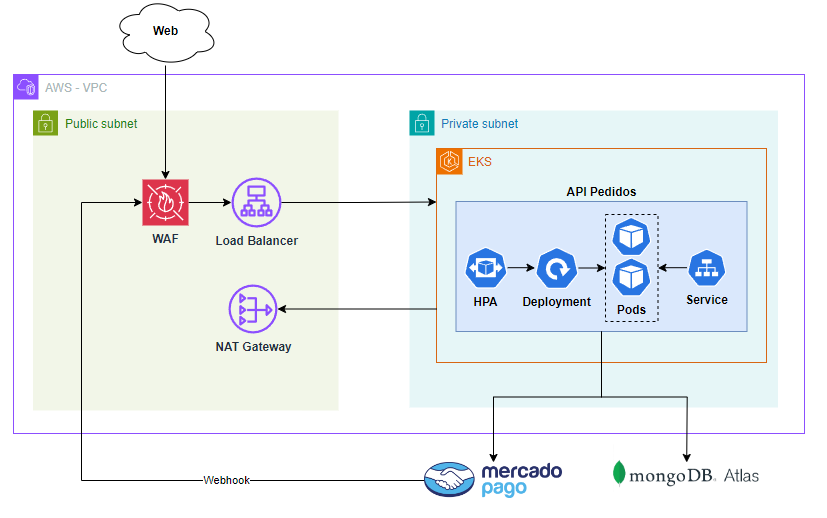 Web
AWS - VPC
Public subnet
Private subnet
EKS
API Pedidos
WAF
Load Balancer
HPA
Deployment
Pods
Service
NAT Gateway
Webhook
mercado
pago
mongoDB. Atlas